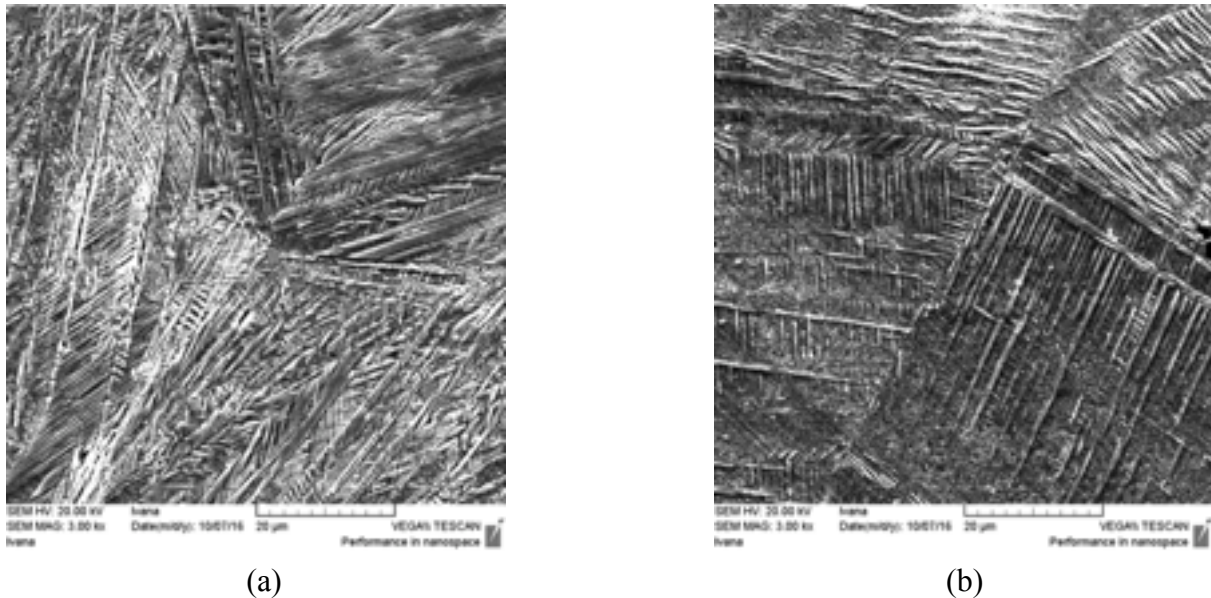 SEM HV: 20.00 kV Ivana
SEM MAG: 3.00 kx Date(m/d/y): 10/07/16 20 µm VEGA\\ TESCAN
Ivana Performance in nanospace
SEM HV: 20.00 kV Ivana
SEM MAG: 3.00 kx Date(m/d/y): 10/07/16 20 µm VEGA\\ TESCAN
Ivana Performance in nanospace
(a) (b)